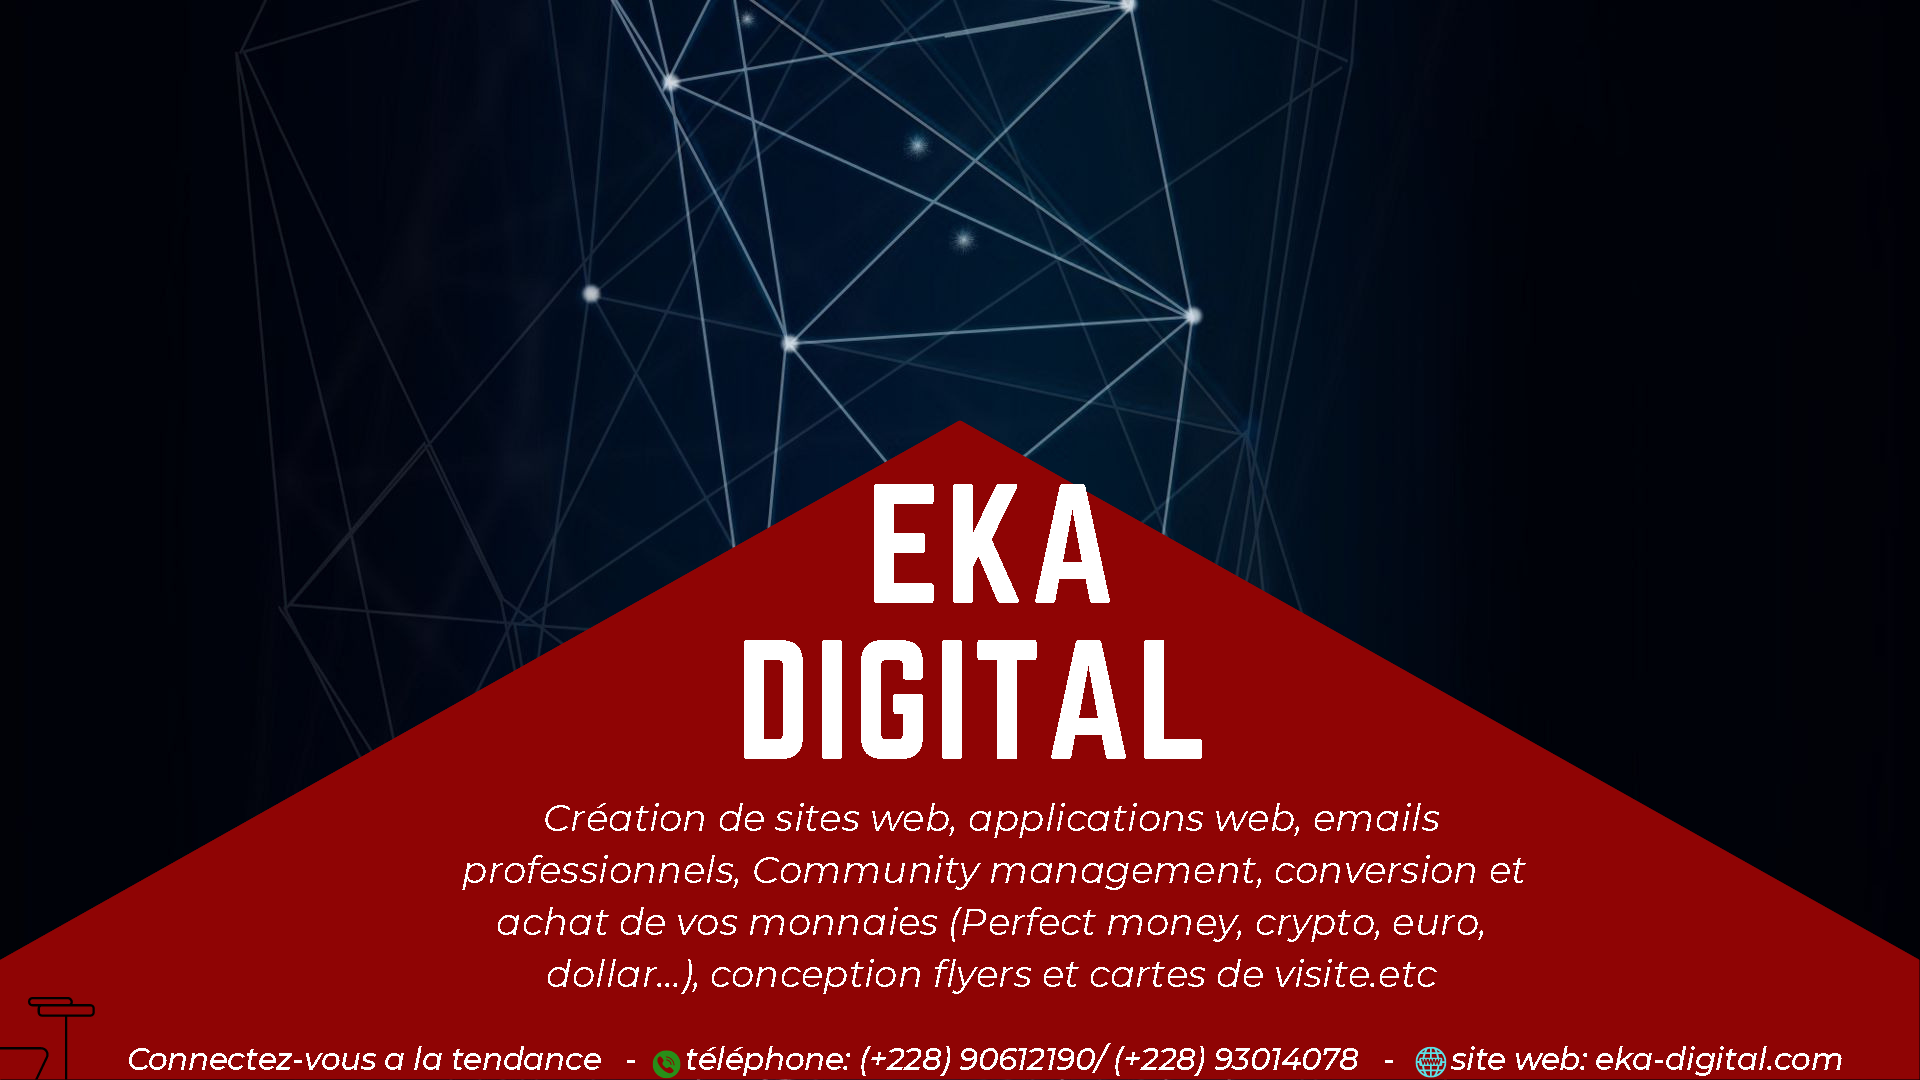 EKA
DIGITAL
Création de sites web, applications web, emails
professionnels, Community management, conversion et
achat de vos monnaies (Perfect money, crypto, euro,
dollar...), conception flyers et cartes de visite.etc
Connectez-vous a la tendance - téléphone: (+228) 90612190/ (+228) 93014078 - site web: eka-digital.com